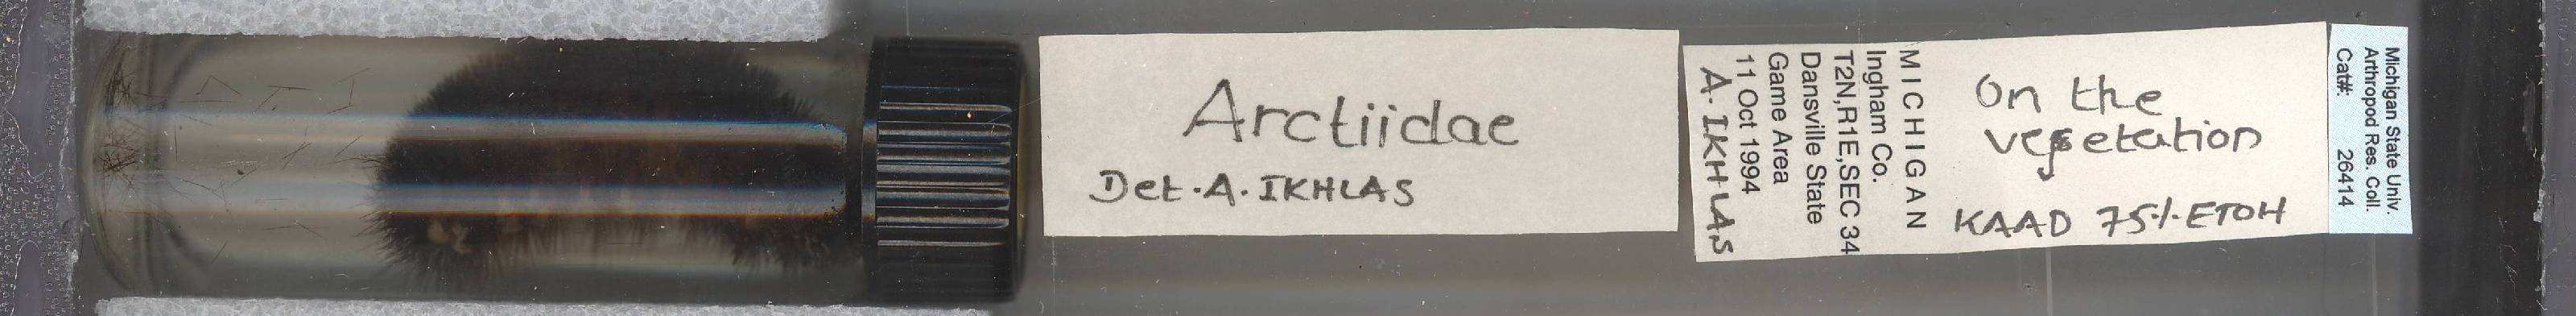 Arctiidae
Det. A. IKHLAS
MICHIGAN
Ingham Co.
T2N,R1E,SEC 34
Dansville State
Game Area
11 Oct 1994
A. IKHLAS
On the
vegetation
KAAD 75% ETOH
Michigan State Univ.
Arthropod Res. Coll.
Cat#: 26414